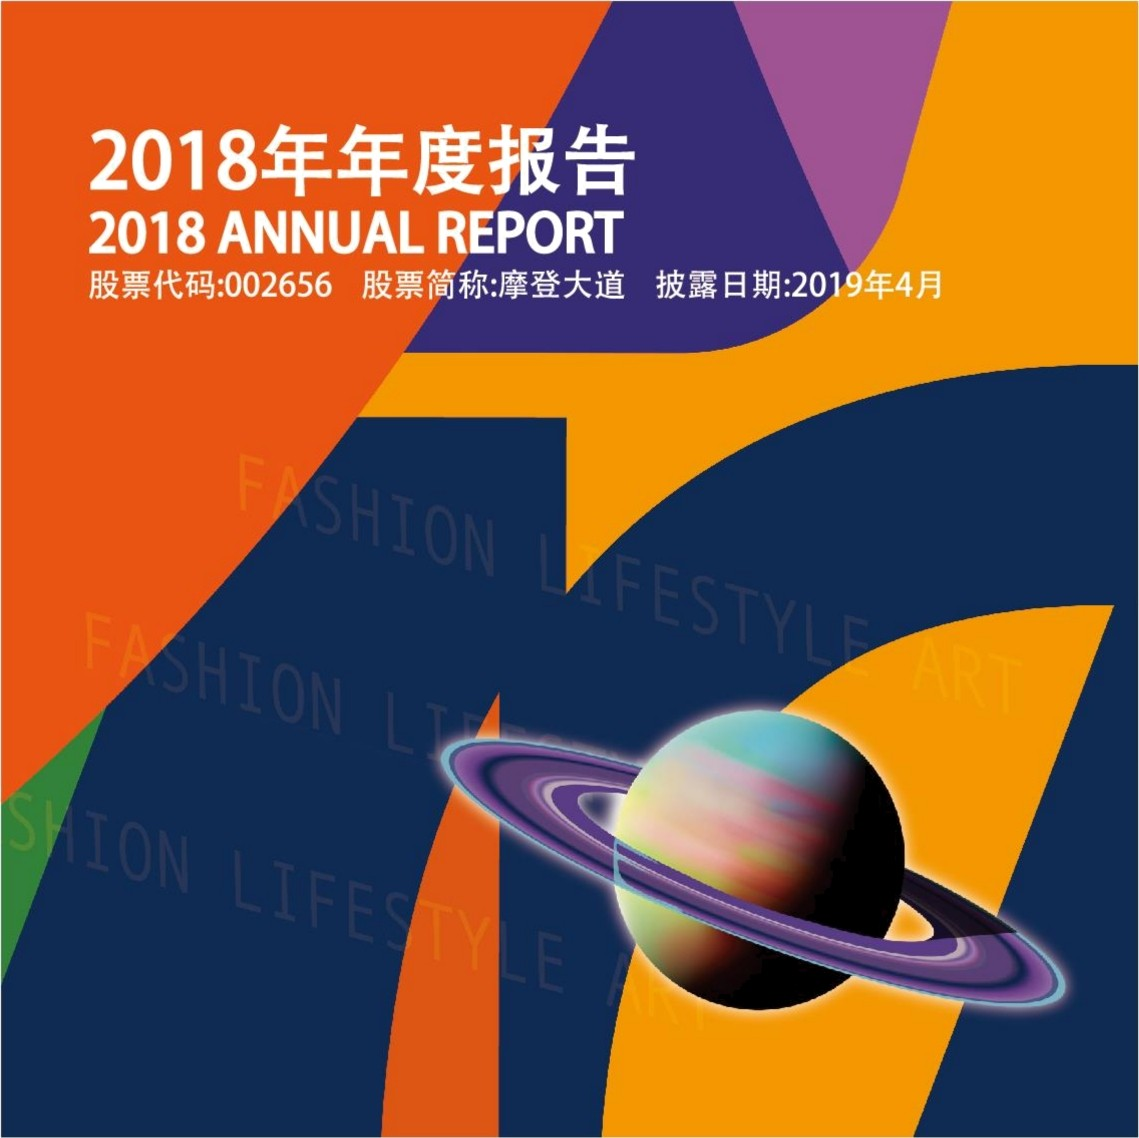 2018年年度报告
2018 ANNUAL REPORT
股票代码:002656 股票简称:摩登大道 披露日期:2019年4月
FASHION LIFESTYLE ART
FASHION LIFESTY
SHION LIFESTYLE ART